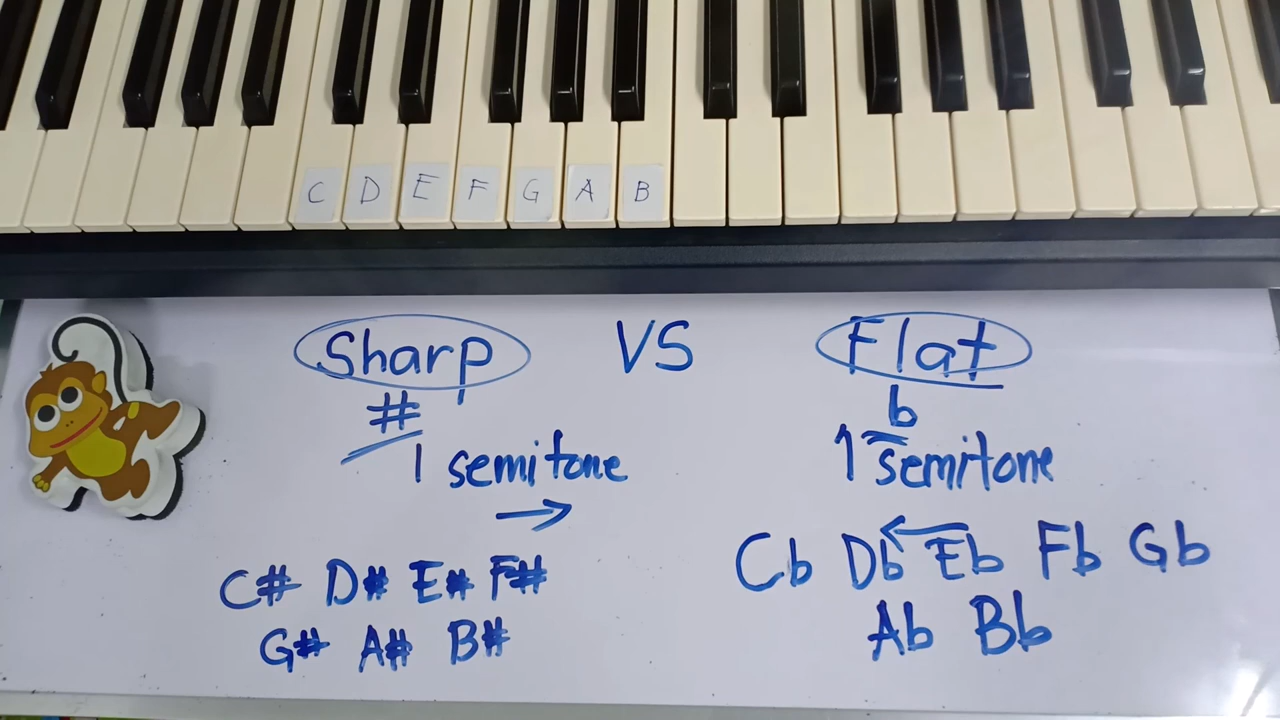 C D E F G A B
Sharp VS Flat
# b
1 semitone 1 semitone
→ ←
C# D# E# F# Cb Db Eb Fb Gb
G# A# B# Ab Bb